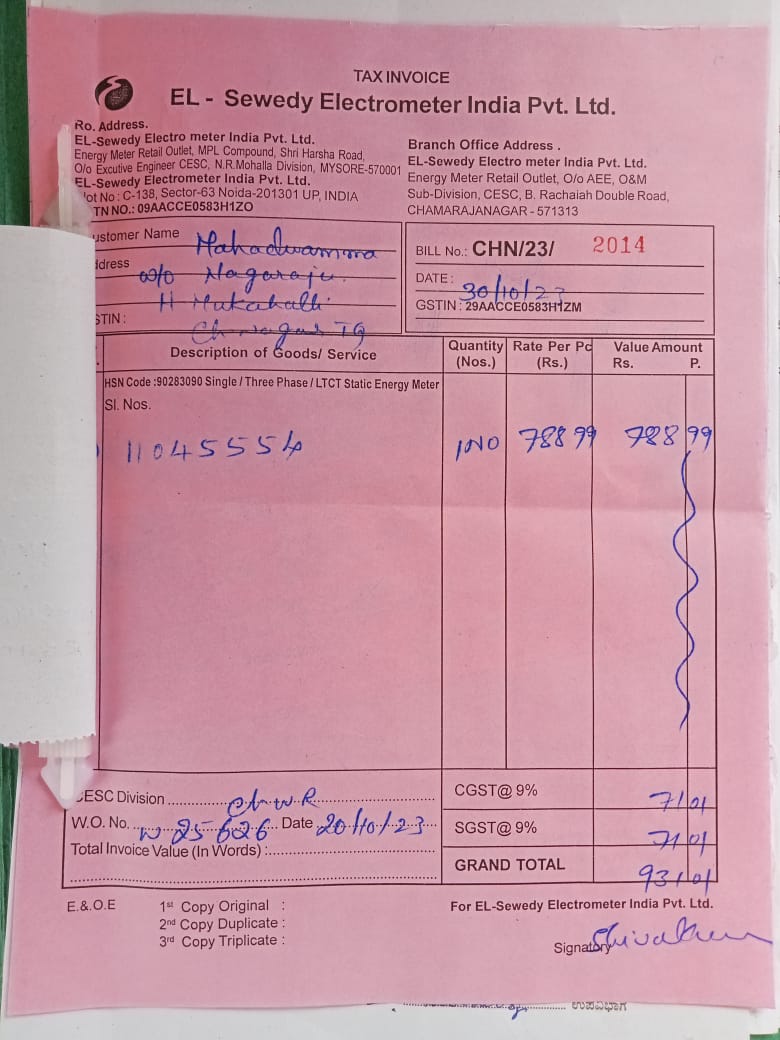 TAX INVOICE
EL - Sewedy Electrometer India Pvt. Ltd.
Ro. Address.
EL-Sewedy Electro meter India Pvt. Ltd.
Energy Meter Retail Outlet, MPL Compound, Shri Harsha Road,
O/o Excutive Engineer CESC, N.R.Mohalla Division, MYSORE-570001
EL-Sewedy Electrometer India Pvt. Ltd.
lot No : C-138, Sector-63 Noida-201301 UP, INDIA
TN NO.: 09AACCE0583H1ZO
Branch Office Address .
EL-Sewedy Electro meter India Pvt. Ltd.
Energy Meter Retail Outlet, O/o AEE, O&M
Sub-Division, CESC, B. Rachaiah Double Road,
CHAMARAJANAGAR - 571313
ustomer Name Mahadwamma
ddress w/o Nagaraju
H Mukahalli
STIN : Ch nagar TQ
BILL No.: CHN/23/ 2014
DATE : 30/10/23
GSTIN : 29AACCE0583H1ZM
Description of Goods/ Service
Quantity (Nos.)
Rate Per Pc (Rs.)
Value Amount
Rs. P.
HSN Code :90283090 Single / Three Phase / LTCT Static Energy Meter
Sl. Nos.
11045554 1NO 788 99 788 99
CESC Division ChNR
W.O. No. W 25626 Date 20/10/23
Total Invoice Value (In Words) :
CGST@ 9% 71 01
SGST@ 9% 71 01
GRAND TOTAL 931 01
E.&.O.E 1st Copy Original :
2nd Copy Duplicate :
3rd Copy Triplicate :
For EL-Sewedy Electrometer India Pvt. Ltd.
Signatory